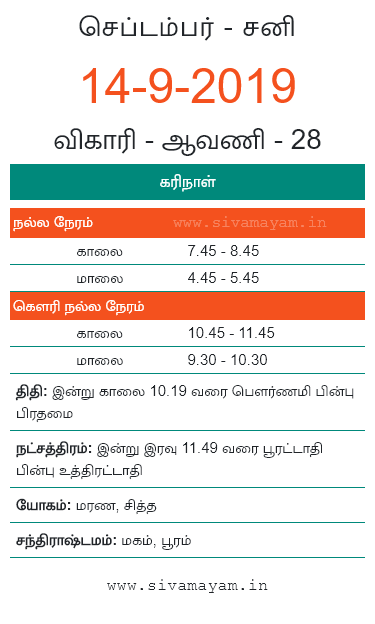 செப்டம்பர் - சனி
14-9-2019
விகாரி - ஆவணி - 28
கரிநாள்
நல்ல நேரம் www.sivamayam.in
காலை 7.45 - 8.45
மாலை 4.45 - 5.45
கௌரி நல்ல நேரம்
காலை 10.45 - 11.45
மாலை 9.30 - 10.30
திதி: இன்று காலை 10.19 வரை பௌர்ணமி பின்பு
பிரதமை
நட்சத்திரம்: இன்று இரவு 11.49 வரை பூரட்டாதி
பின்பு உத்திரட்டாதி
யோகம்: மரண, சித்த
சந்திராஷ்டமம்: மகம், பூரம்
www.sivamayam.in